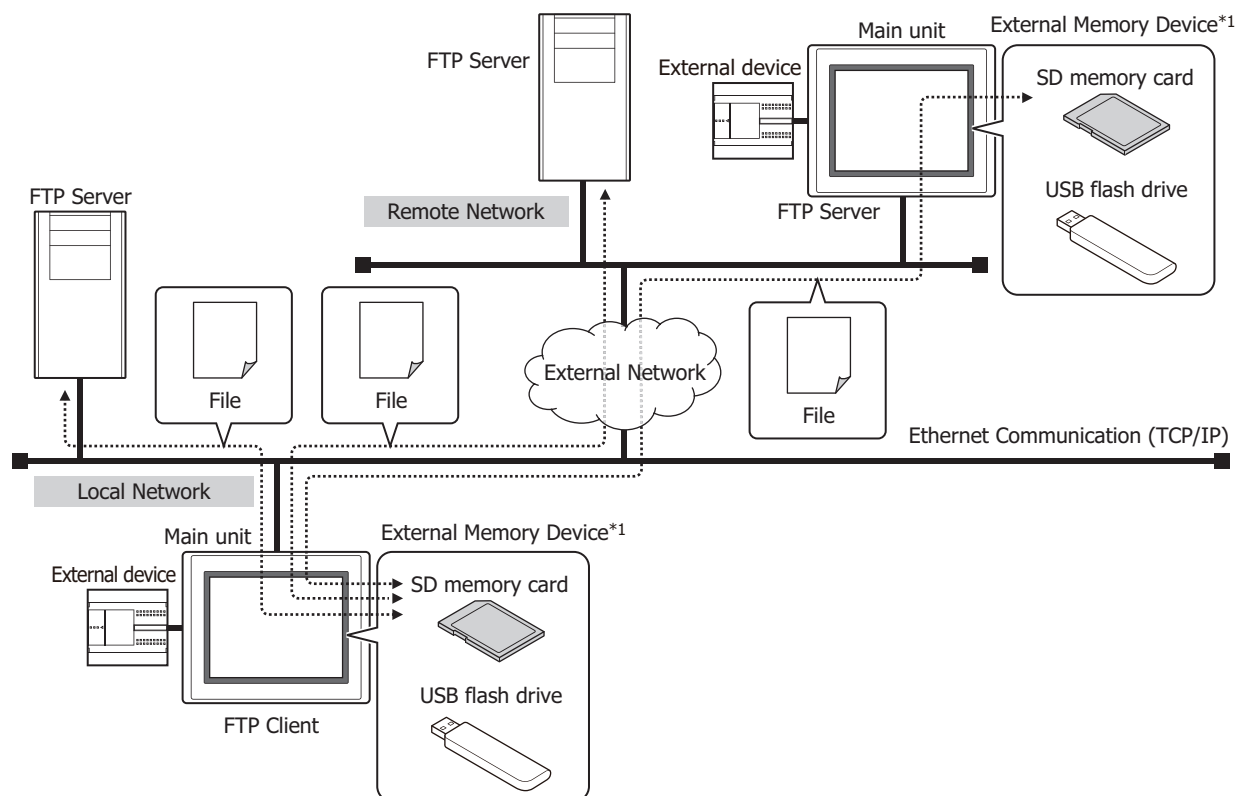 External Memory Device*1
Main unit
FTP Server
External device
SD memory card
USB flash drive
FTP Server
FTP Server
Remote Network
File
File
External Network
File
Ethernet Communication (TCP/IP)
Local Network
Main unit
External Memory Device*1
External device
SD memory card
USB flash drive
FTP Client